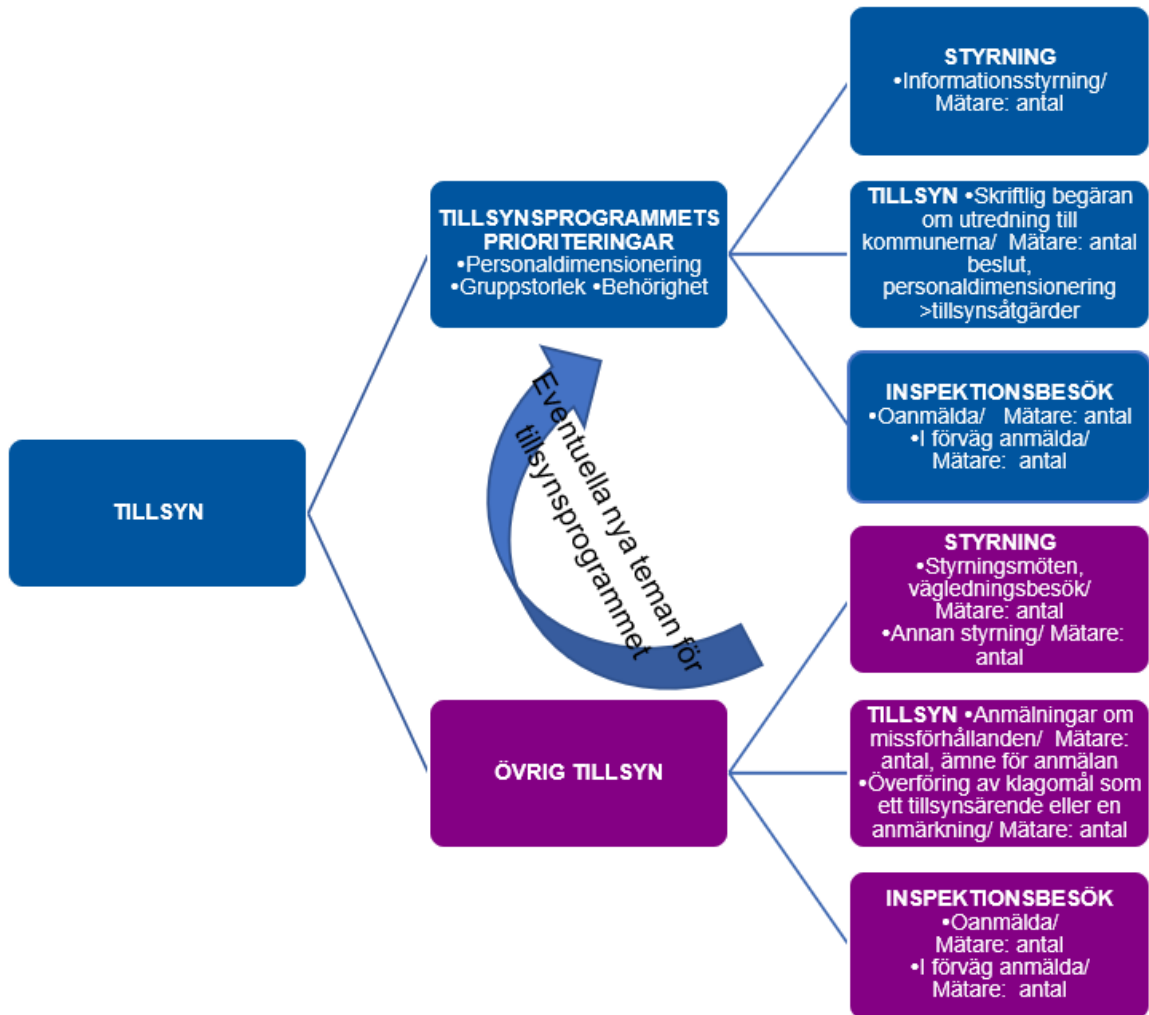 TILLSYN
TILLSYNSPROGRAMMETS
PRIORITERINGAR
•Personaldimensionering
•Gruppstorlek •Behörighet
STYRNING
•Informationsstyrning/
Mätare: antal
TILLSYN •Skriftlig begäran
om utredning till
kommunerna/ Mätare: antal
beslut,
personaldimensionering
>tillsynsåtgärder
INSPEKTIONSBESÖK
•Oanmälda/ Mätare: antal
•I förväg anmälda/
Mätare: antal
Eventuella nya teman för
tillsynsprogrammet
ÖVRIG TILLSYN
STYRNING
•Styrningsmöten,
vägledningsbesök/
Mätare: antal
•Annan styrning/ Mätare:
antal
TILLSYN •Anmälningar om
missförhållanden/ Mätare:
antal, ämne för anmälan
•Överföring av klagomål som
ett tillsynsärende eller en
anmärkning/ Mätare: antal
INSPEKTIONSBESÖK
•Oanmälda/
Mätare: antal
•I förväg anmälda/
Mätare: antal